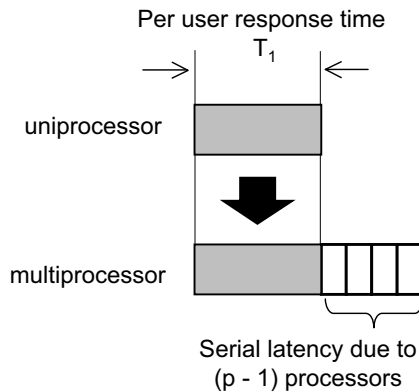 Per user response time
T₁
uniprocessor
multiprocessor
Serial latency due to
(p - 1) processors